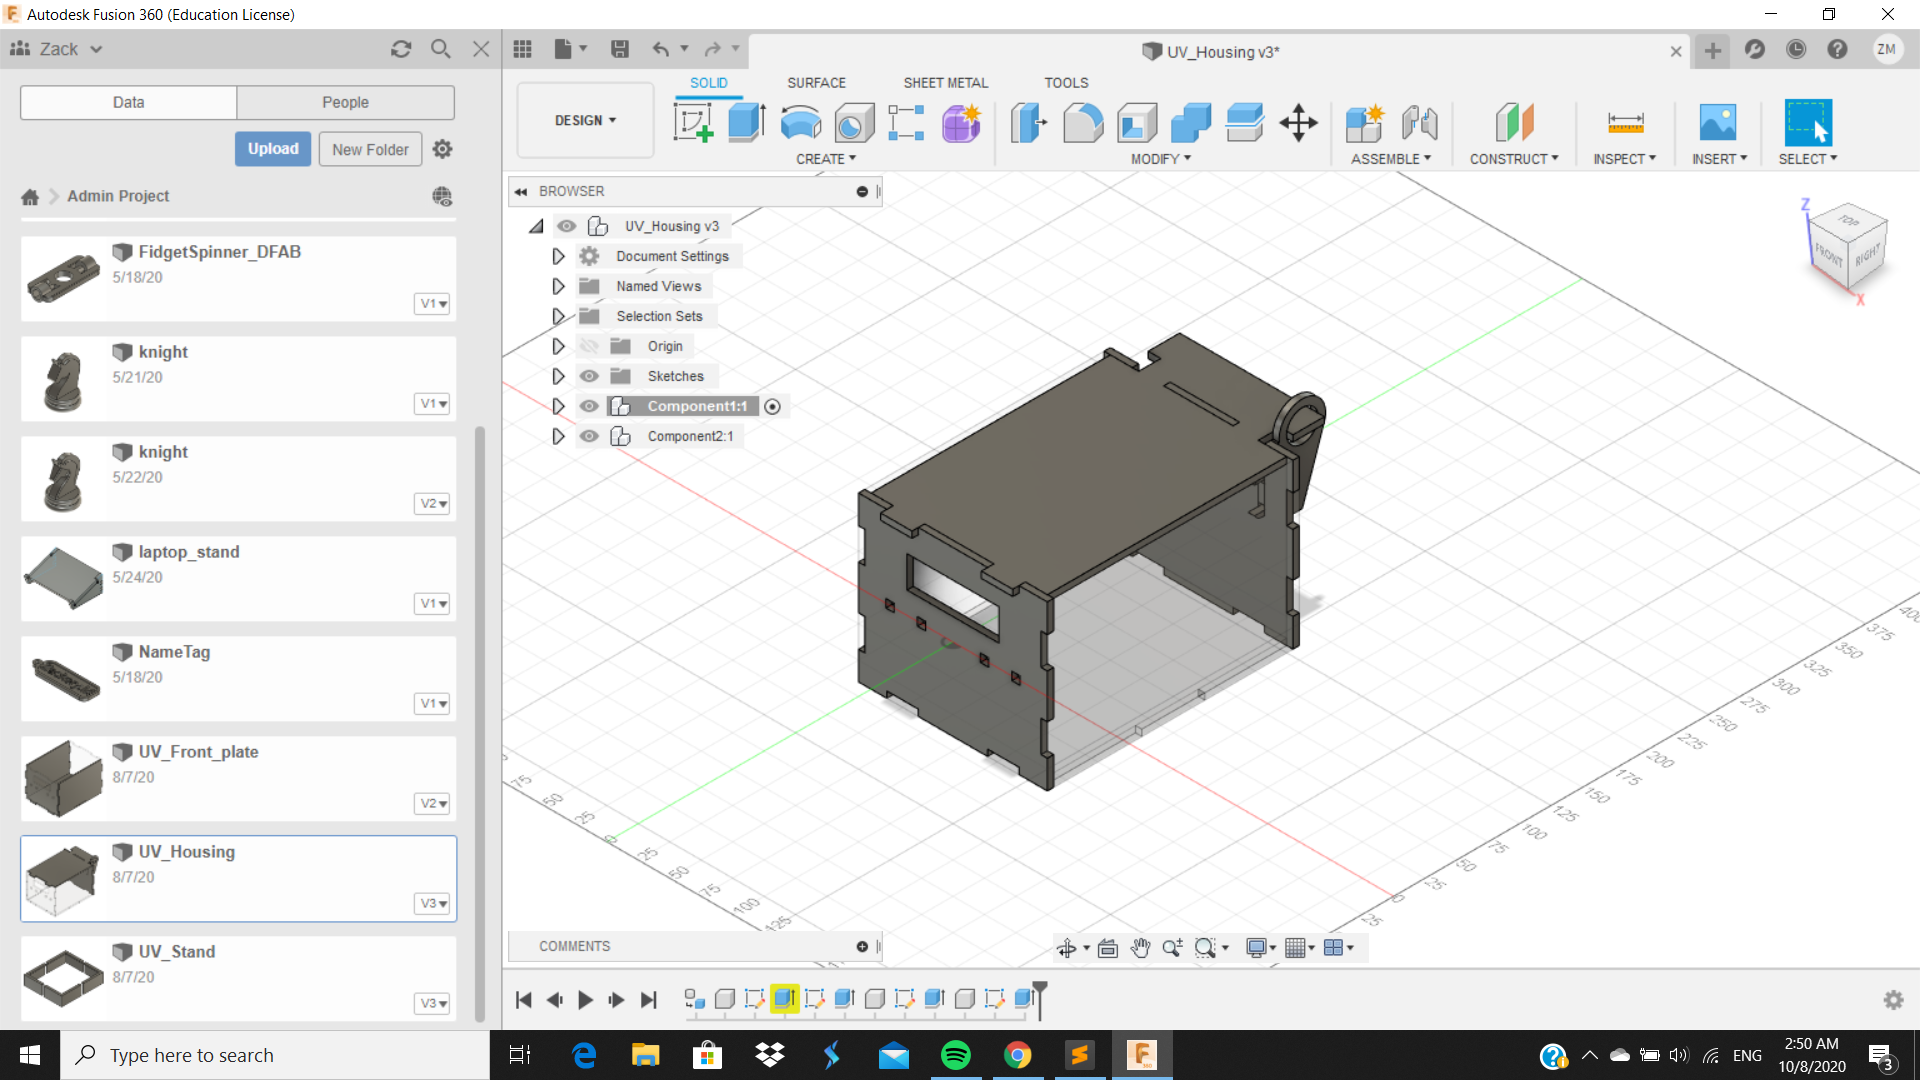 Autodesk Fusion 360 (Education License)
Zack
UV_Housing v3*
ZM
Data
People
Upload
New Folder
Admin Project
FidgetSpinner_DFAB
5/18/20
V1
knight
5/21/20
V1
knight
5/22/20
V2
laptop_stand
5/24/20
V1
NameTag
5/18/20
V1
UV_Front_plate
8/7/20
V2
UV_Housing
8/7/20
V3
UV_Stand
8/7/20
V3
DESIGN
SOLID
SURFACE
SHEET METAL
TOOLS
CREATE
MODIFY
ASSEMBLE
CONSTRUCT
INSPECT
INSERT
SELECT
BROWSER
UV_Housing v3
Document Settings
Named Views
Selection Sets
Origin
Sketches
Component1:1
Component2:1
Z
TOP
FRONT
RIGHT
X
400
375
350
325
300
275
250
225
200
175
150
125
100
75
50
25
0
25
75
50
25
0
25
50
75
100
125
COMMENTS
Type here to search
ENG
2:50 AM
10/8/2020
3